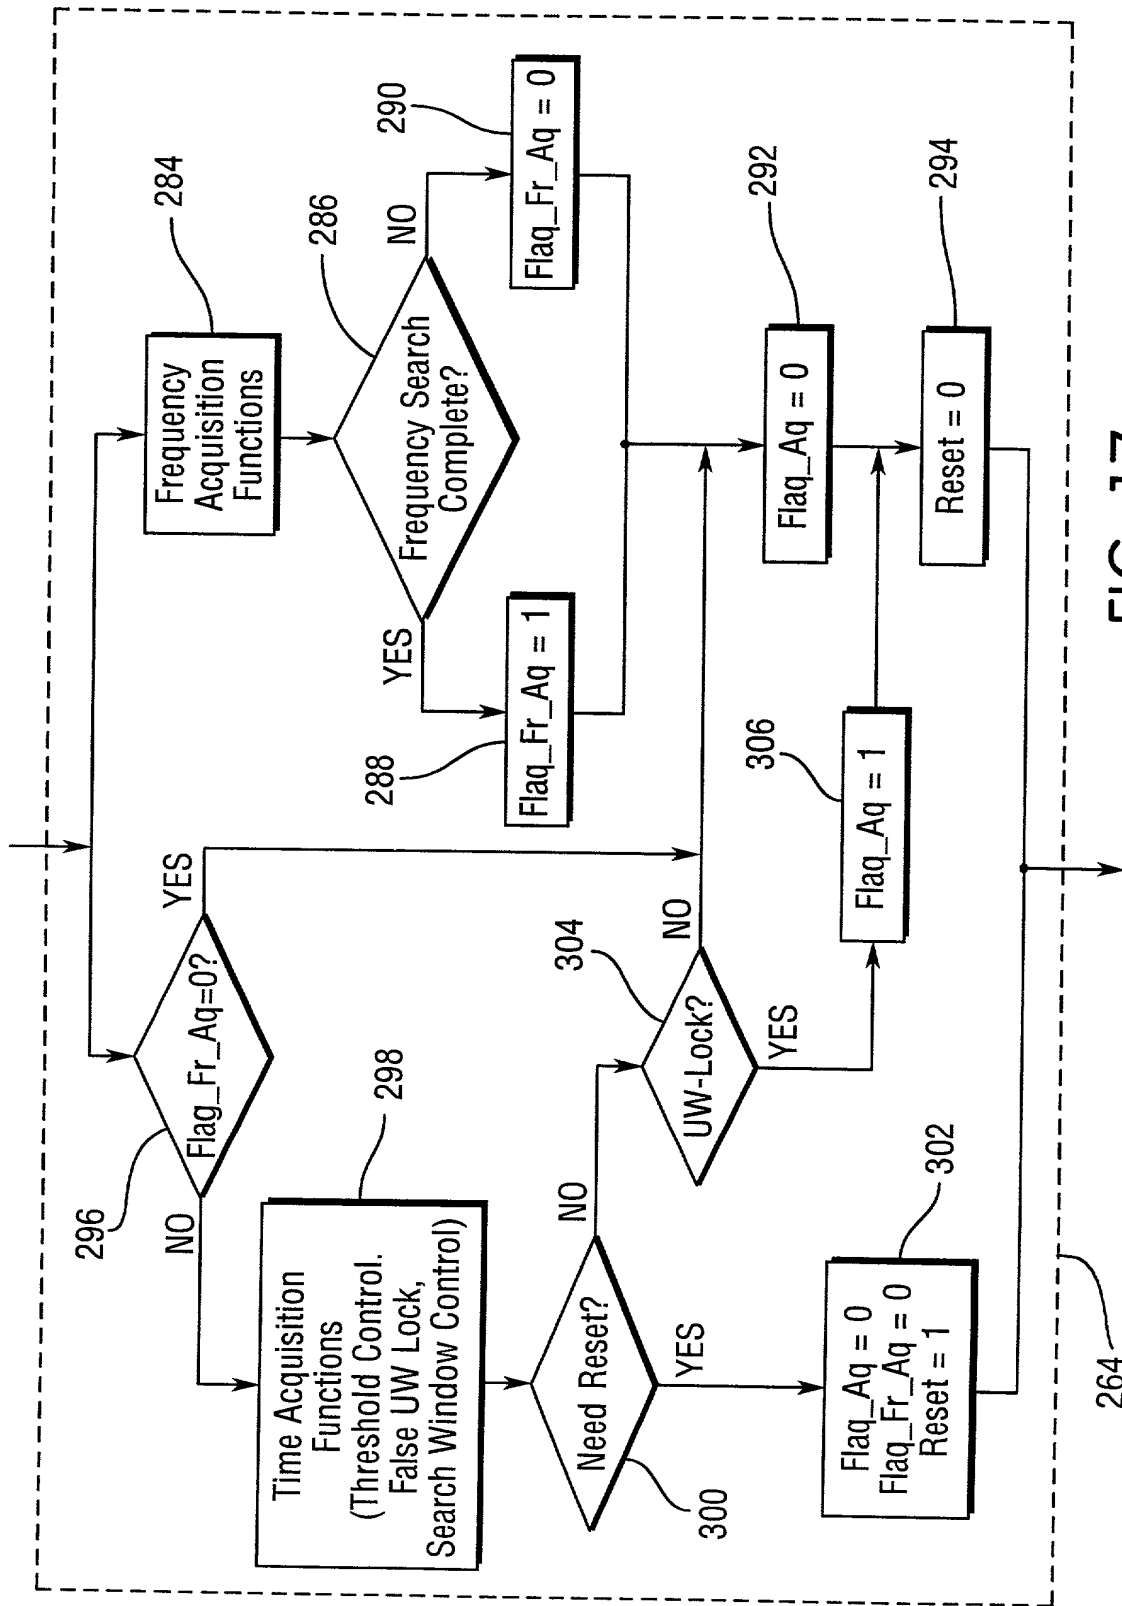 296
NO
Flag_Fr_Aq=0?
YES
284
Frequency
Acquisition
Functions
298
Time Acquisition
Functions
(Threshold Control.
False UW Lock,
Search Window Control)
286
Frequency Search
Complete?
YES
NO
288
Flaq_Fr_Aq = 1
290
Flaq_Fr_Aq = 0
300
Need Reset?
NO
YES
304
UW-Lock?
NO
YES
292
Flaq_Aq = 0
306
Flaq_Aq = 1
302
Flaq_Aq = 0
Flaq_Fr_Aq = 0
Reset = 1
294
Reset = 0
264
FIG. 17